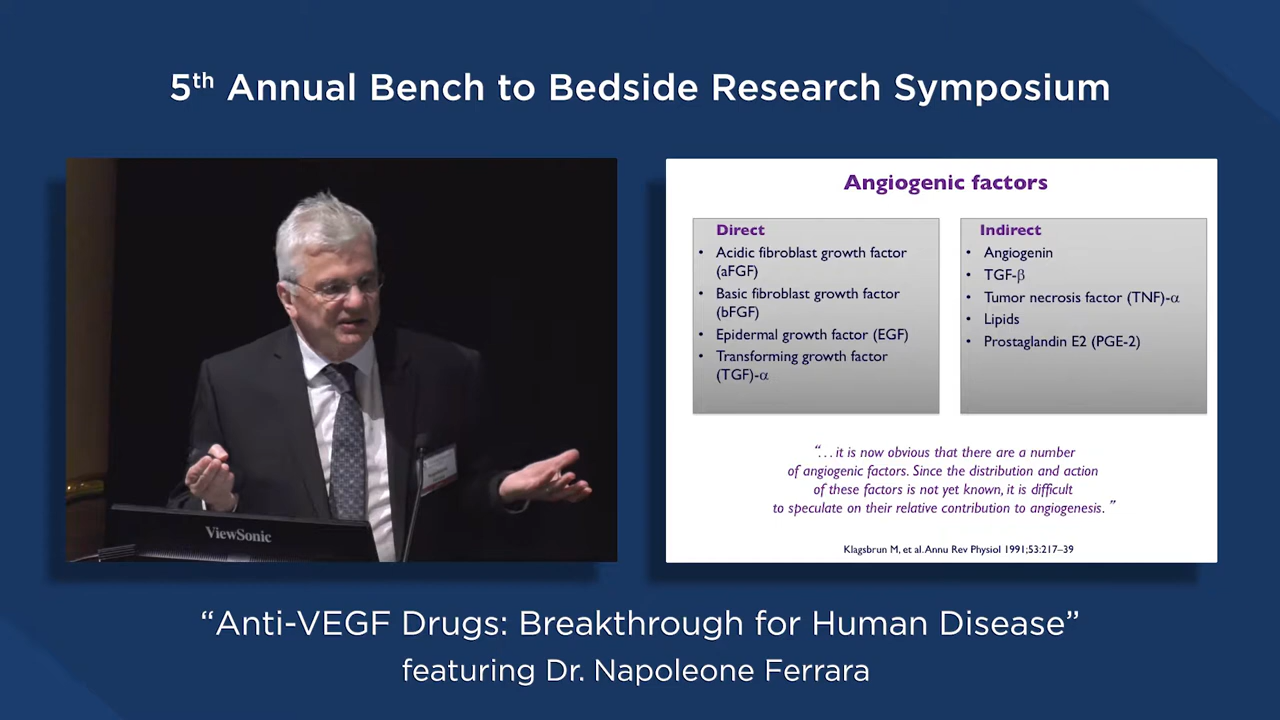 5th Annual Bench to Bedside Research Symposium
ViewSonic
Angiogenic factors
Direct
• Acidic fibroblast growth factor
(aFGF)
• Basic fibroblast growth factor
(bFGF)
• Epidermal growth factor (EGF)
• Transforming growth factor
(TGF)-α
Indirect
• Angiogenin
• TGF-β
• Tumor necrosis factor (TNF)-α
• Lipids
• Prostaglandin E2 (PGE-2)
“…it is now obvious that there are a number
of angiogenic factors. Since the distribution and action
of these factors is not yet known, it is difficult
to speculate on their relative contribution to angiogenesis. ”
Klagsbrun M, et al. Annu Rev Physiol 1991;53:217–39
“Anti-VEGF Drugs: Breakthrough for Human Disease”
featuring Dr. Napoleone Ferrara